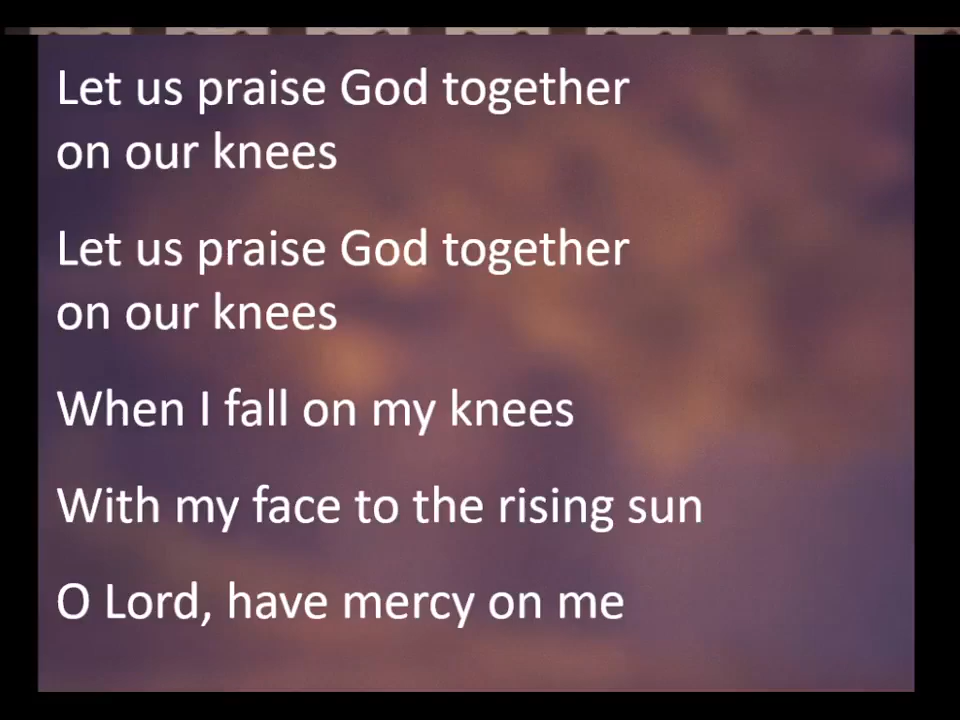 Let us praise God together
on our knees
Let us praise God together
on our knees
When I fall on my knees
With my face to the rising sun
O Lord, have mercy on me